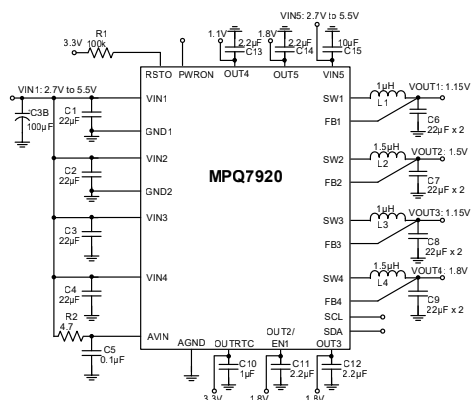 VIN5: 2.7V to 5.5V
R1
100k
3.3V
1.1V
2.2µF
C13
1.8V
2.2µF
C14
10µF
C15
RSTO
PWRON
OUT4
OUT5
VIN5
VIN1: 2.7V to 5.5V
C3B
100µF
C1
22µF
VIN1
GND1
SW1
1µH
L1
VOUT1: 1.15V
FB1
C6
22µF x 2
C2
22µF
VIN2
GND2
MPQ7920
SW2
1.5µH
L2
VOUT2: 1.5V
FB2
C7
22µF x 2
C3
22µF
VIN3
SW3
1µH
L3
VOUT3: 1.15V
FB3
C8
22µF x 2
C4
22µF
VIN4
SW4
1.5µH
L4
VOUT4: 1.8V
FB4
C9
22µF x 2
R2
4.7
AVIN
SCL
SDA
C5
0.1µF
AGND
OUTRTC
OUT2/
EN1
OUT3
C10
1µF
C11
2.2µF
C12
2.2µF
3.3V
1.8V
1.8V